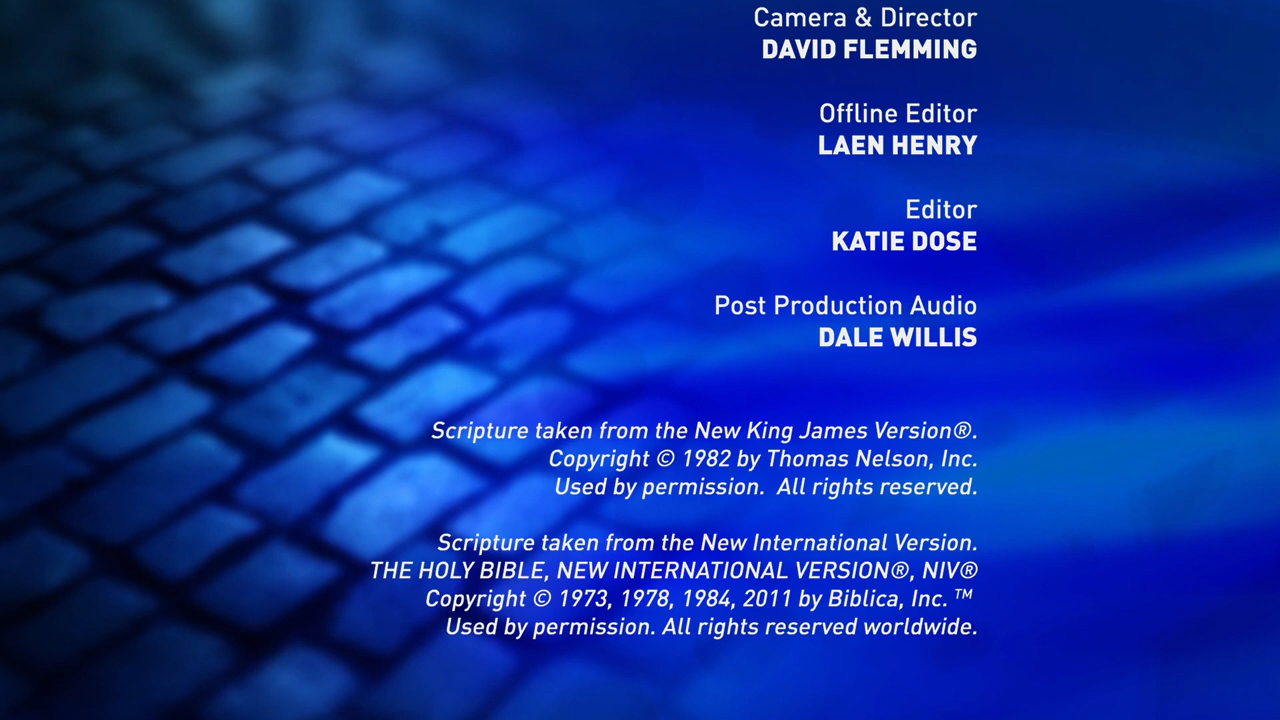 Camera & Director
DAVID FLEMMING
Offline Editor
LAEN HENRY
Editor
KATIE DOSE
Post Production Audio
DALE WILLIS
Scripture taken from the New King James Version®.
Copyright © 1982 by Thomas Nelson, Inc.
Used by permission.  All rights reserved.
Scripture taken from the New International Version.
THE HOLY BIBLE, NEW INTERNATIONAL VERSION®, NIV®
Copyright © 1973, 1978, 1984, 2011 by Biblica, Inc. ™
Used by permission. All rights reserved worldwide.